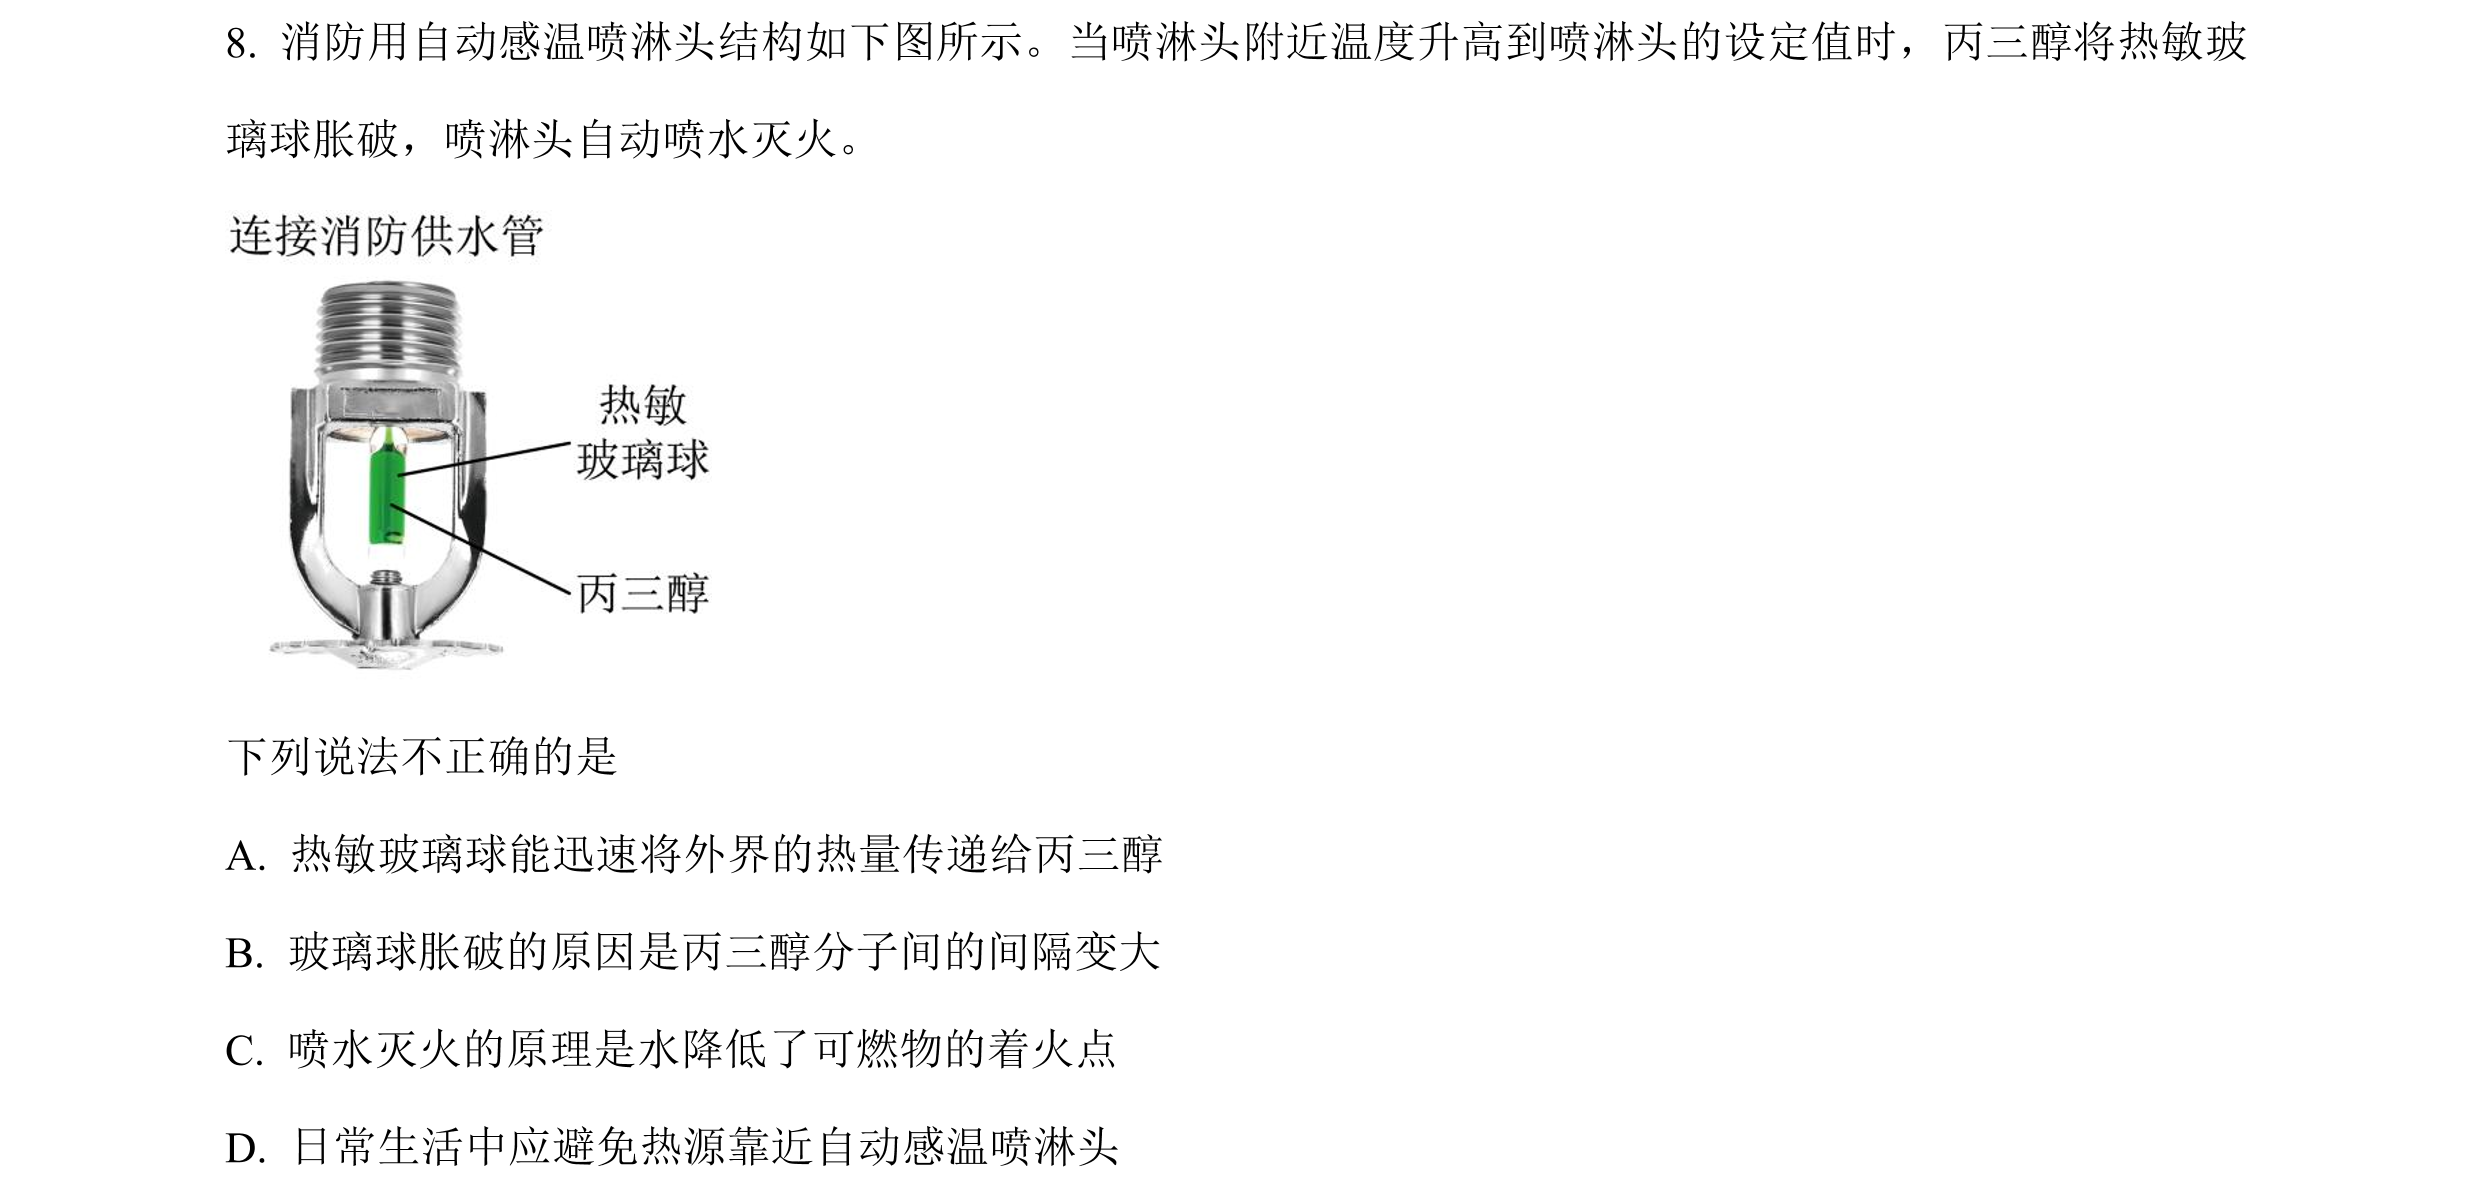 8. 消防用自动感温喷淋头结构如下图所示。当喷淋头附近温度升高到喷淋头的设定值时，丙三醇将热敏玻
璃球胀破，喷淋头自动喷水灭火。
连接消防供水管
热敏
玻璃球
丙三醇
下列说法不正确的是
A. 热敏玻璃球能迅速将外界的热量传递给丙三醇
B. 玻璃球胀破的原因是丙三醇分子间的间隔变大
C. 喷水灭火的原理是水降低了可燃物的着火点
D. 日常生活中应避免热源靠近自动感温喷淋头